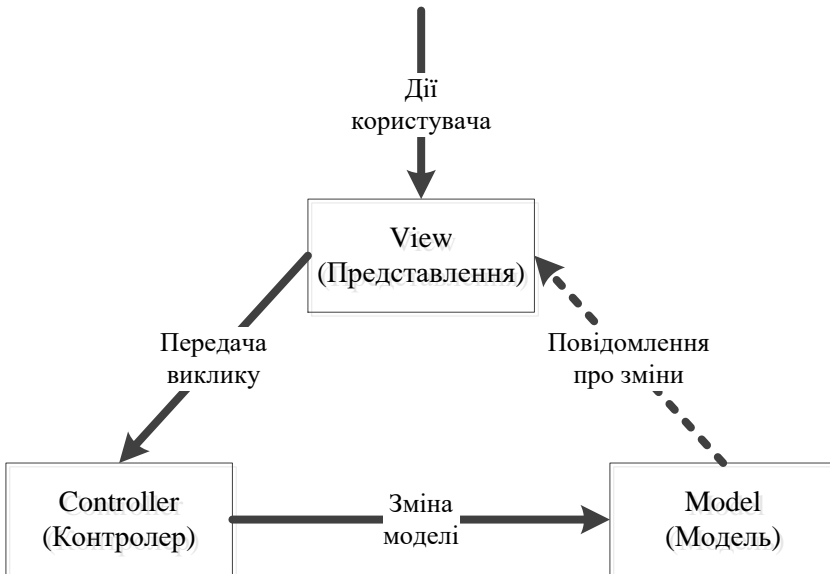 Дії
користувача
View
(Представлення)
Передача
виклику
Повідомлення
про зміни
Controller
(Контролер)
Зміна
моделі
Model
(Модель)